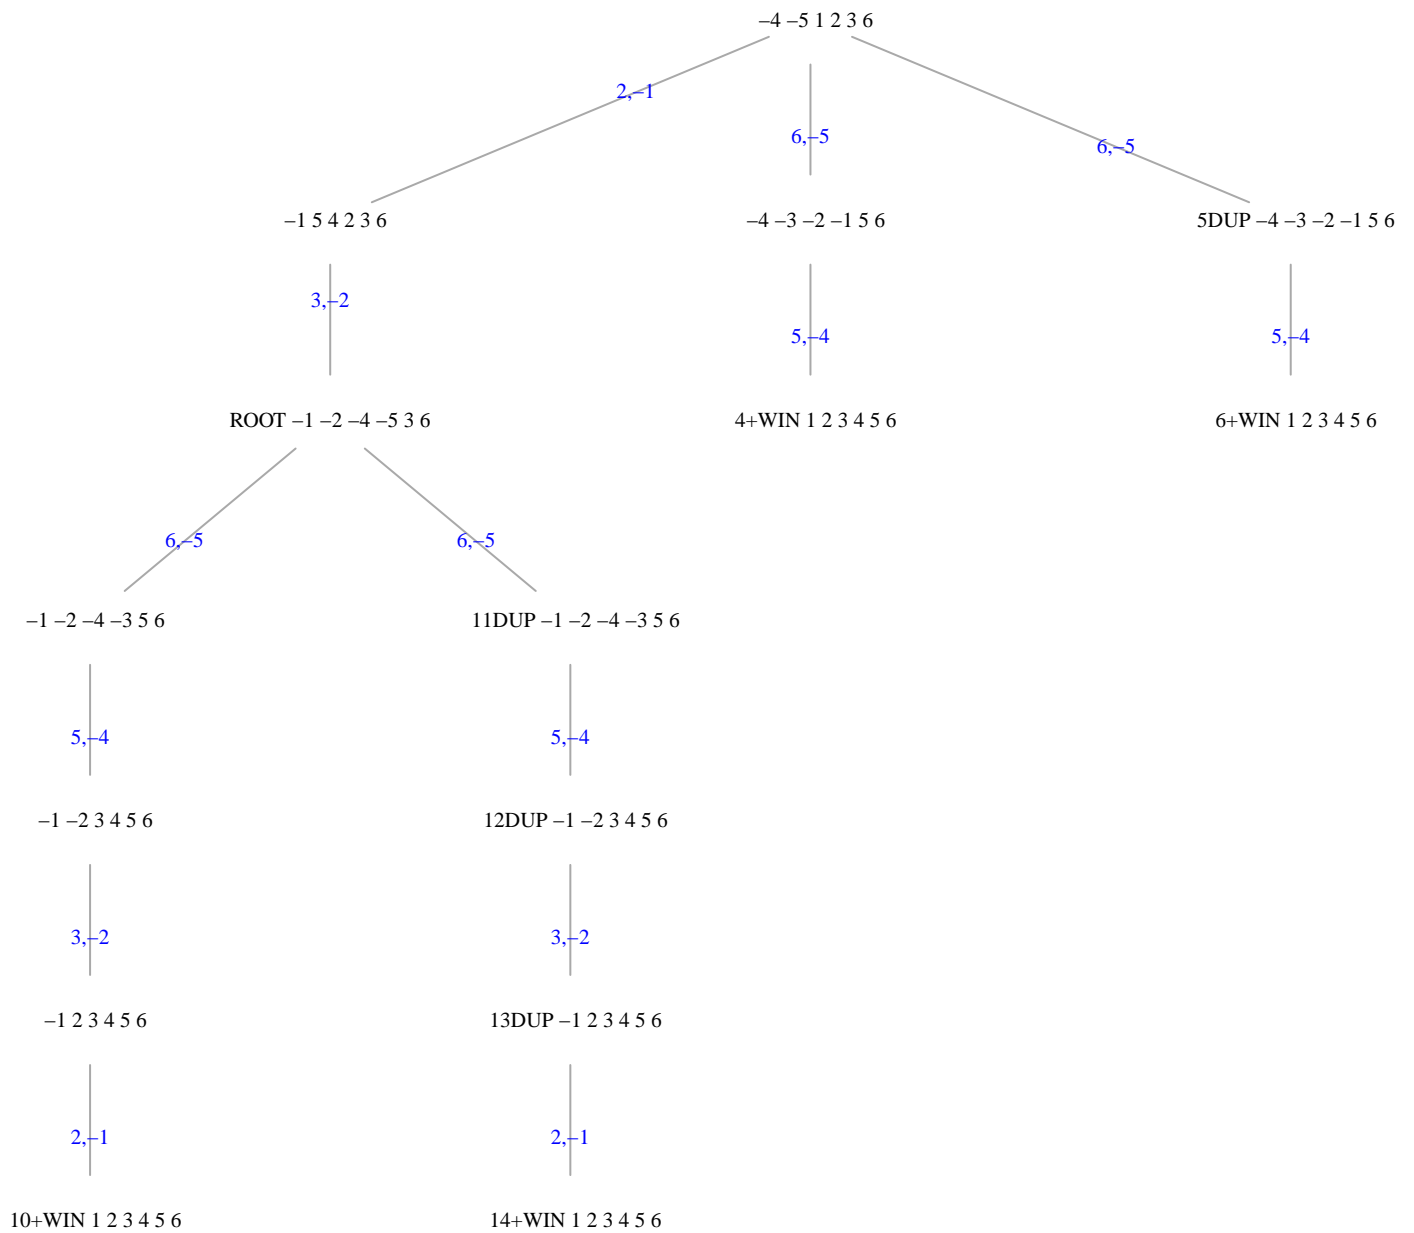 –4 –5 1 2 3 6
2,–1
6,–5
6,–5
–1 5 4 2 3 6
–4 –3 –2 –1 5 6
5DUP –4 –3 –2 –1 5 6
3,–2
5,–4
5,–4
ROOT –1 –2 –4 –5 3 6
4+WIN 1 2 3 4 5 6
6+WIN 1 2 3 4 5 6
6,–5
6,–5
–1 –2 –4 –3 5 6
11DUP –1 –2 –4 –3 5 6
5,–4
5,–4
–1 –2 3 4 5 6
12DUP –1 –2 3 4 5 6
3,–2
3,–2
–1 2 3 4 5 6
13DUP –1 2 3 4 5 6
2,–1
2,–1
10+WIN 1 2 3 4 5 6
14+WIN 1 2 3 4 5 6